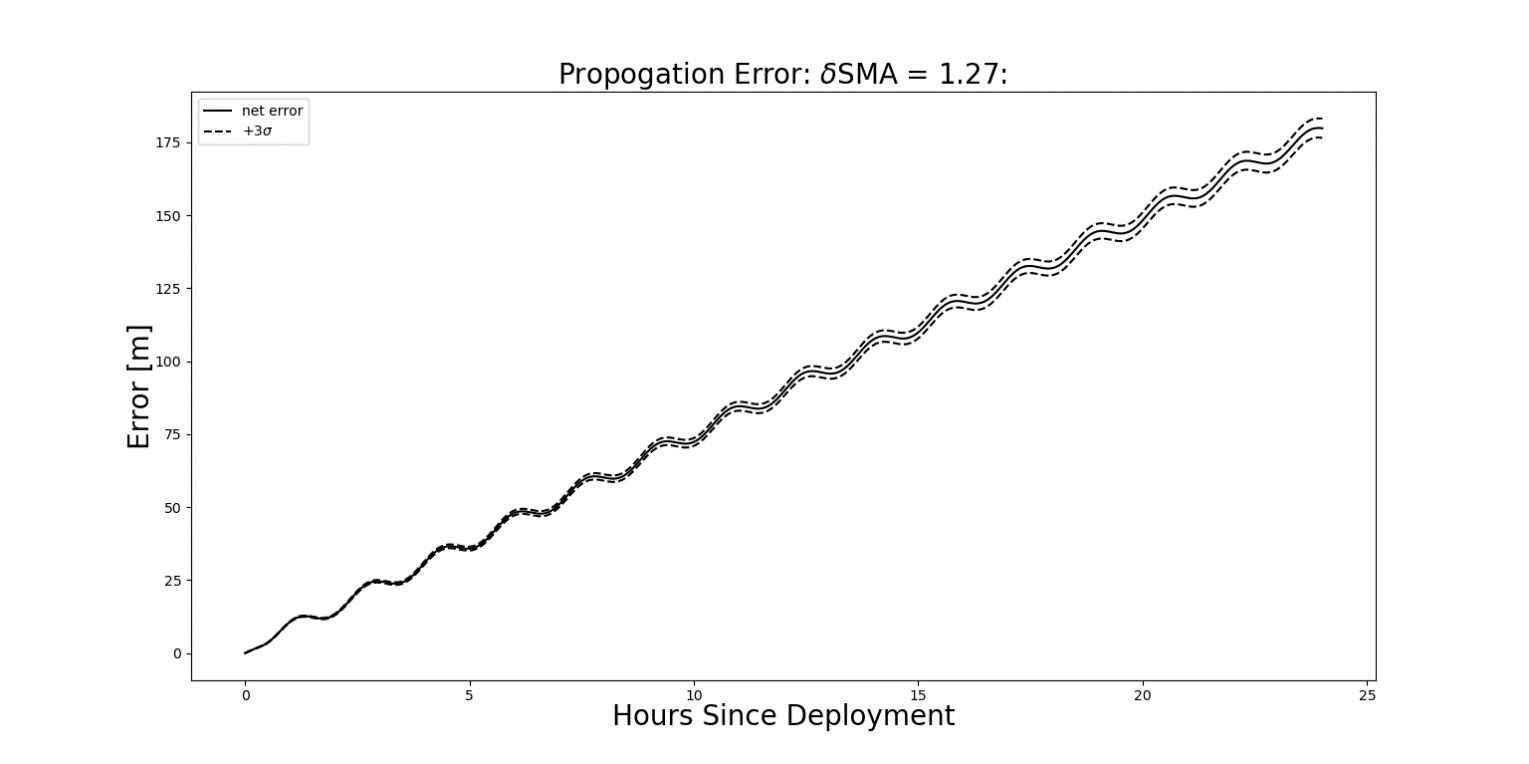 Propogation Error: δSMA = 1.27:
net error
+3σ
175
150
125
100
75
50
25
0
Error [m]
0 5 10 15 20 25
Hours Since Deployment